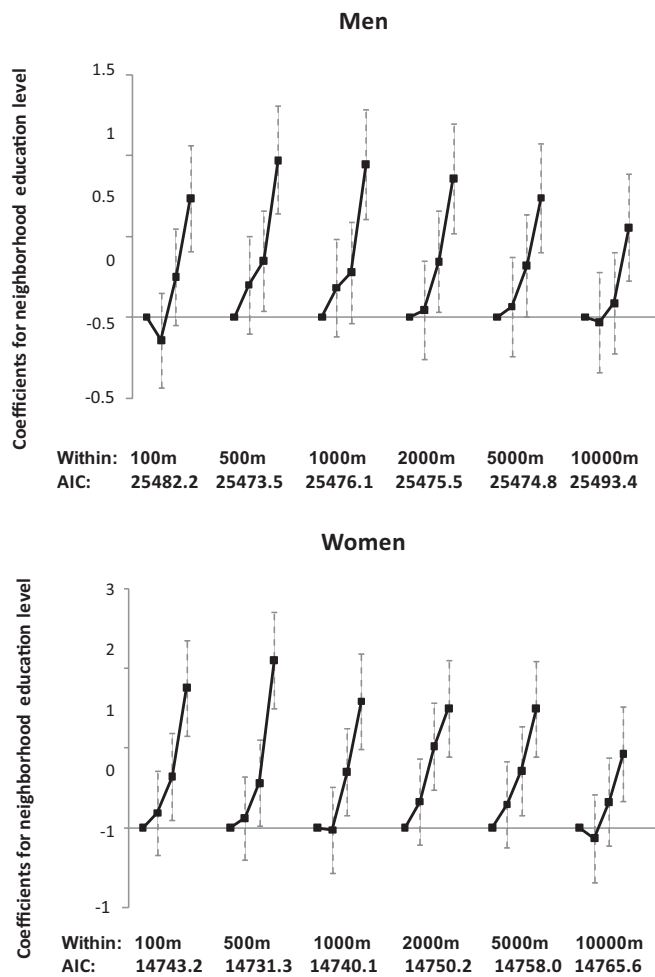 Men
Coefficients for neighborhood education level
1.5
1
0.5
0
-0.5
-0.5
Within: 100m 500m 1000m 2000m 5000m 10000m
AIC: 25482.2 25473.5 25476.1 25475.5 25474.8 25493.4
Women
Coefficients for neighborhood education level
3
2
1
0
-1
-1
Within: 100m 500m 1000m 2000m 5000m 10000m
AIC: 14743.2 14731.3 14740.1 14750.2 14758.0 14765.6